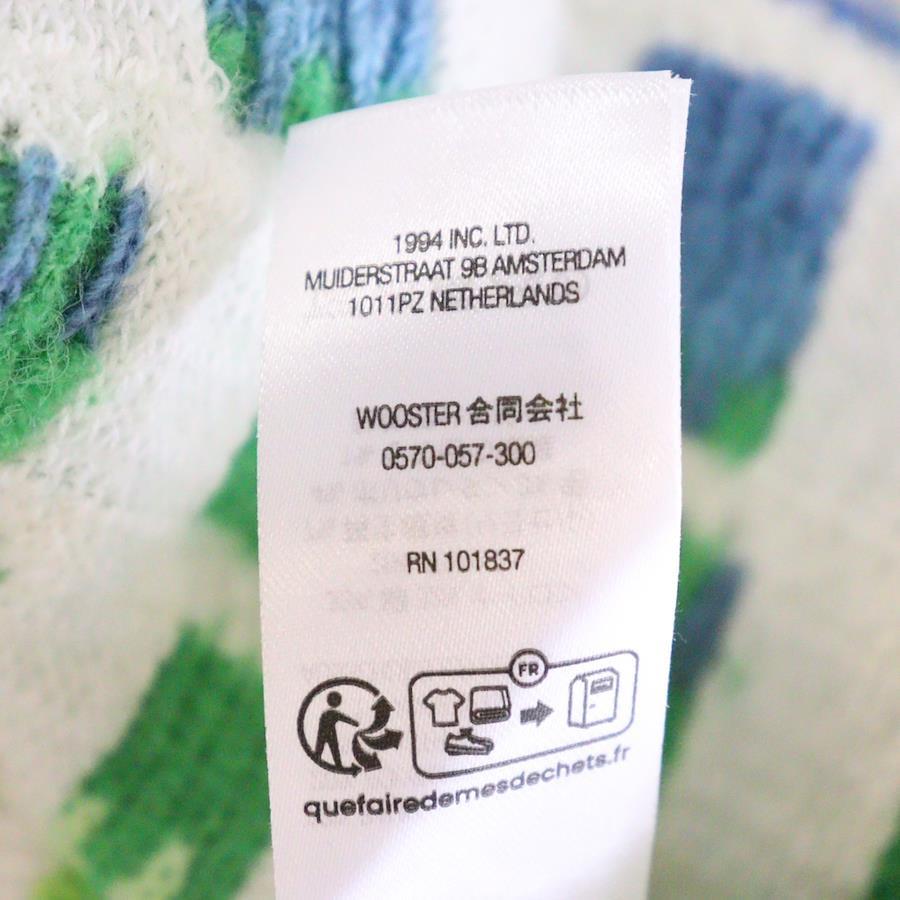 1994 INC. LTD.
MUIDERSTRAAT 9B AMSTERDAM
1011PZ NETHERLANDS
WOOSTER 合同会社
0570-057-300
RN 101837
FR
quefairedemesdechets.fr